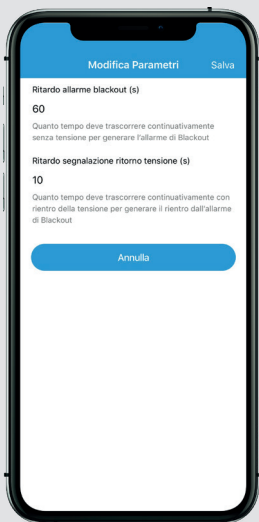 Modifica Parametri Salva
Ritardo allarme blackout (s)
60
Quanto tempo deve trascorrere continuativamente
senza tensione per generare l'allarme di Blackout
Ritardo segnalazione ritorno tensione (s)
10
Quanto tempo deve trascorrere continuativamente con
rientro della tensione per generare il rientro dall'allarme
di Blackout
Annulla